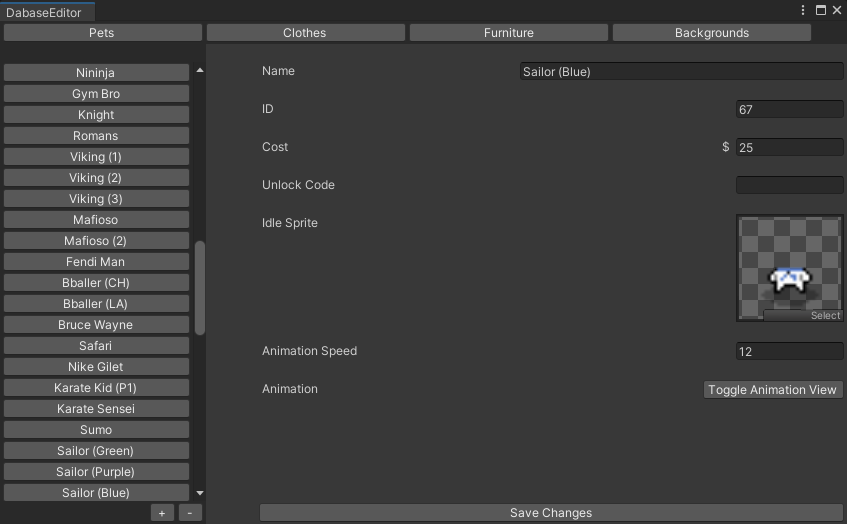 DabaseEditor
Pets
Clothes
Furniture
Backgrounds
Nininja
Gym Bro
Knight
Romans
Viking (1)
Viking (2)
Viking (3)
Mafioso
Mafioso (2)
Fendi Man
Bballer (CH)
Bballer (LA)
Bruce Wayne
Safari
Nike Gilet
Karate Kid (P1)
Karate Sensei
Sumo
Sailor (Green)
Sailor (Purple)
Sailor (Blue)
+ -
Name Sailor (Blue)
ID 67
Cost $ 25
Unlock Code
Idle Sprite
Select
Animation Speed 12
Animation Toggle Animation View
Save Changes